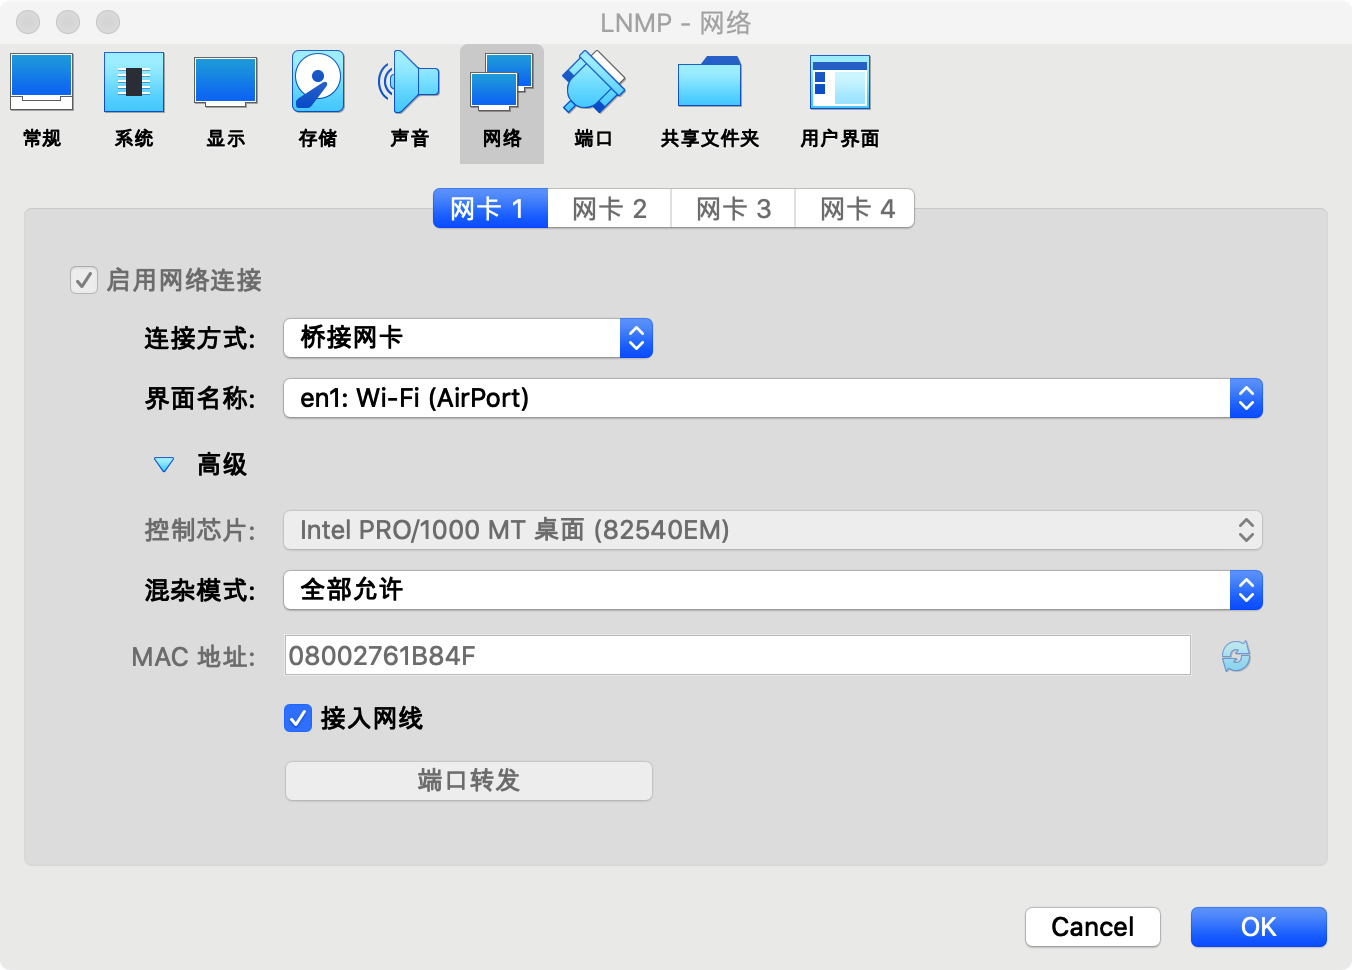 LNMP - 网络
常规 系统 显示 存储 声音 网络 端口 共享文件夹 用户界面
网卡 1 网卡 2 网卡 3 网卡 4
启用网络连接
连接方式: 桥接网卡
界面名称: en1: Wi-Fi (AirPort)
高级
控制芯片: Intel PRO/1000 MT 桌面 (82540EM)
混杂模式: 全部允许
MAC 地址: 08002761B84F
接入网线
端口转发
Cancel OK